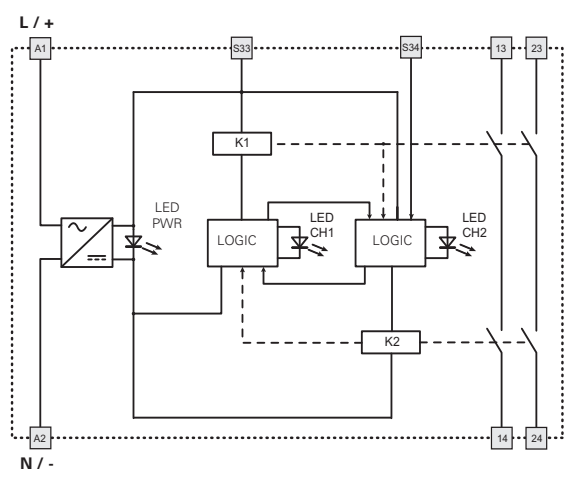 L / +
A1
S33
S34
13
23
K1
LED
PWR
LED
CH1
LED
CH2
LOGIC
LOGIC
K2
A2
14
24
N / -